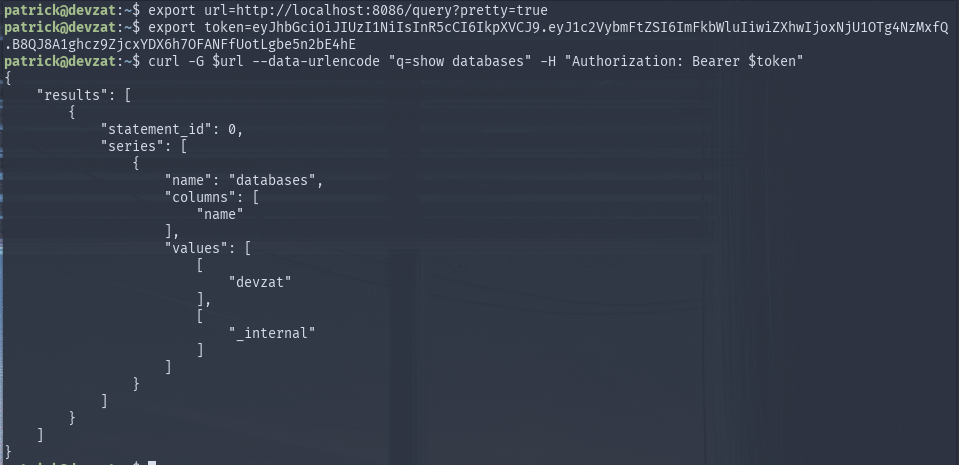 patrick@devzat:~$ export url=http://localhost:8086/query?pretty=true
patrick@devzat:~$ export token=eyJhbGciOiJIUzI1NiIsInR5cCI6IkpXVCJ9.eyJ1c2VybmFtZSI6ImFkbWluIiwiZXhwIjoxNjU1OTg4NzMxfQ
.B8QJ8A1ghcz9ZjcxYDX6h7OFANFfUotLgbe5n2bE4hE
patrick@devzat:~$ curl -G $url --data-urlencode "q=show databases" -H "Authorization: Bearer $token"
{
    "results": [
        {
            "statement_id": 0,
            "series": [
                {
                    "name": "databases",
                    "columns": [
                        "name"
                    ],
                    "values": [
                        [
                            "devzat"
                        ],
                        [
                            "_internal"
                        ]
                    ]
                }
            ]
        }
    ]
}
patrick@devzat:~$